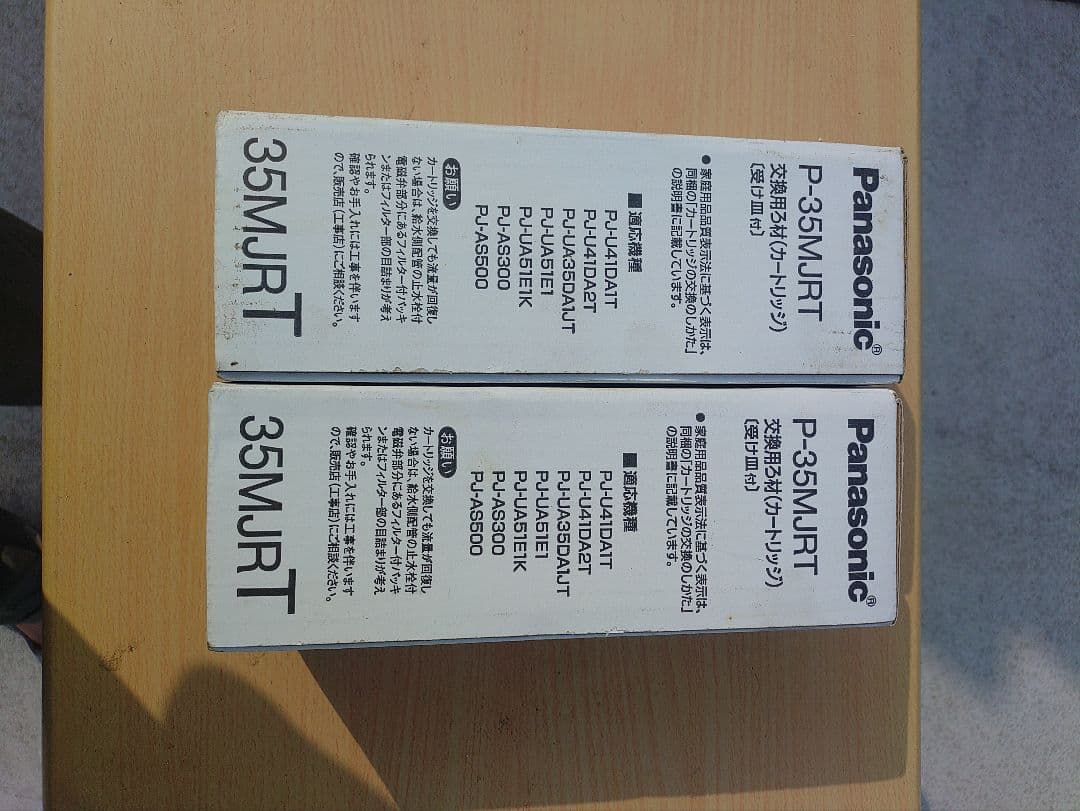 Panasonic®
P-35MJRT
交換用ろ材(カートリッジ)
〔受け皿付〕
●家庭用品品質表示法に基づく表示は、
同梱の「カートリッジの交換のしかた」
の説明書に記載しています。
■適応機種
PJ-U41DA1T
PJ-U41DA2T
PJ-UA35DA1JT
PJ-UA51E1
PJ-UA51E1K
PJ-AS300
PJ-AS500
お願い
カートリッジを交換しても流量が回復し
ない場合は、給水側配管の止水栓付
電磁弁部分にあるフィルター付パッキ
ンまたはフィルター部の目詰まりが考え
られます。
確認やお手入れには工事を伴います
ので、販売店(工事店)にご相談ください。
35MJRT
Panasonic®
P-35MJRT
交換用ろ材(カートリッジ)
〔受け皿付〕
●家庭用品品質表示法に基づく表示は、
同梱の「カートリッジの交換のしかた」
の説明書に記載しています。
■適応機種
PJ-U41DA1T
PJ-U41DA2T
PJ-UA35DA1JT
PJ-UA51E1
PJ-UA51E1K
PJ-AS300
PJ-AS500
お願い
カートリッジを交換しても流量が回復し
ない場合は、給水側配管の止水栓付
電磁弁部分にあるフィルター付パッキ
ンまたはフィルター部の目詰まりが考え
られます。
確認やお手入れには工事を伴います
ので、販売店(工事店)にご相談ください。
35MJRT